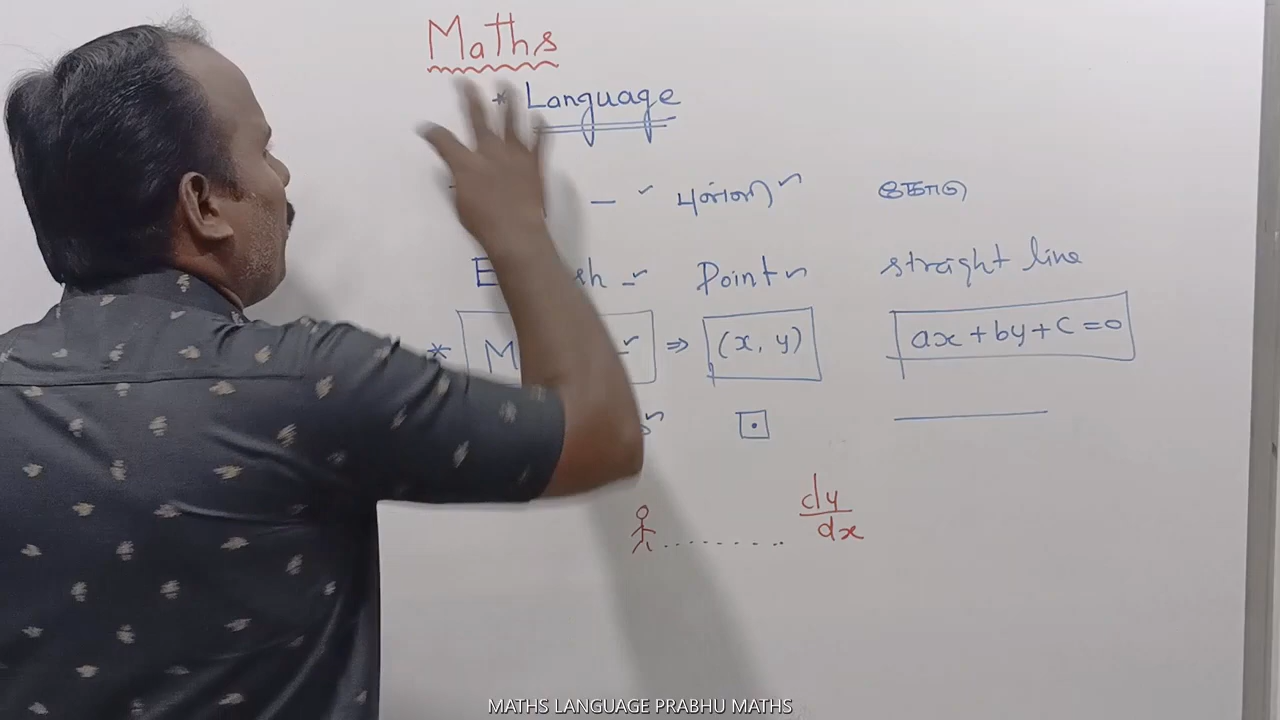 Maths
* Language
— ✓ புள்ளி ✓ கோடு
Point ✓ straight line
* ⇒ (x, y) ax + by + c = 0
dy/dx
MATHS LANGUAGE PRABHU MATHS